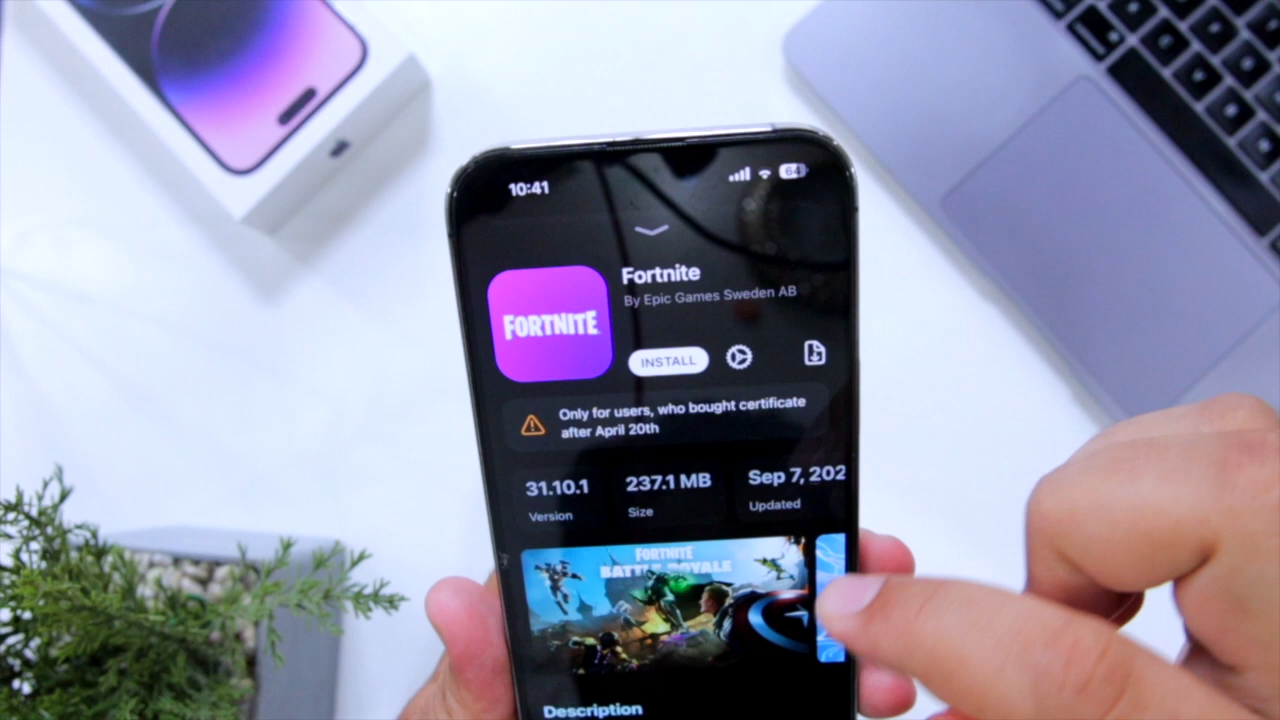 10:41
64
Fortnite
By Epic Games Sweden AB
FORTNITE
INSTALL
Only for users, who bought certificate
after April 20th
31.10.1
237.1 MB
Sep 7, 202
Version
Size
Updated
FORTNITE
BATTLE ROYALE
Description